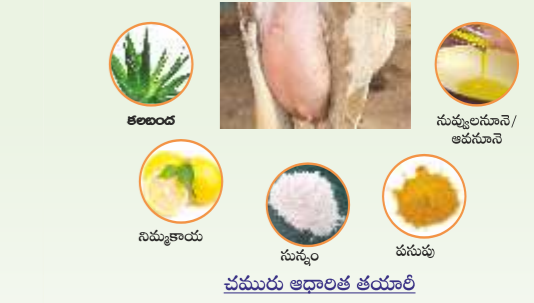 కలబంద
నువ్వులనూనె/
ఆవనూనె
నిమ్మకాయ
సున్నం
పసుపు
చమురు ఆధారిత తయారీ